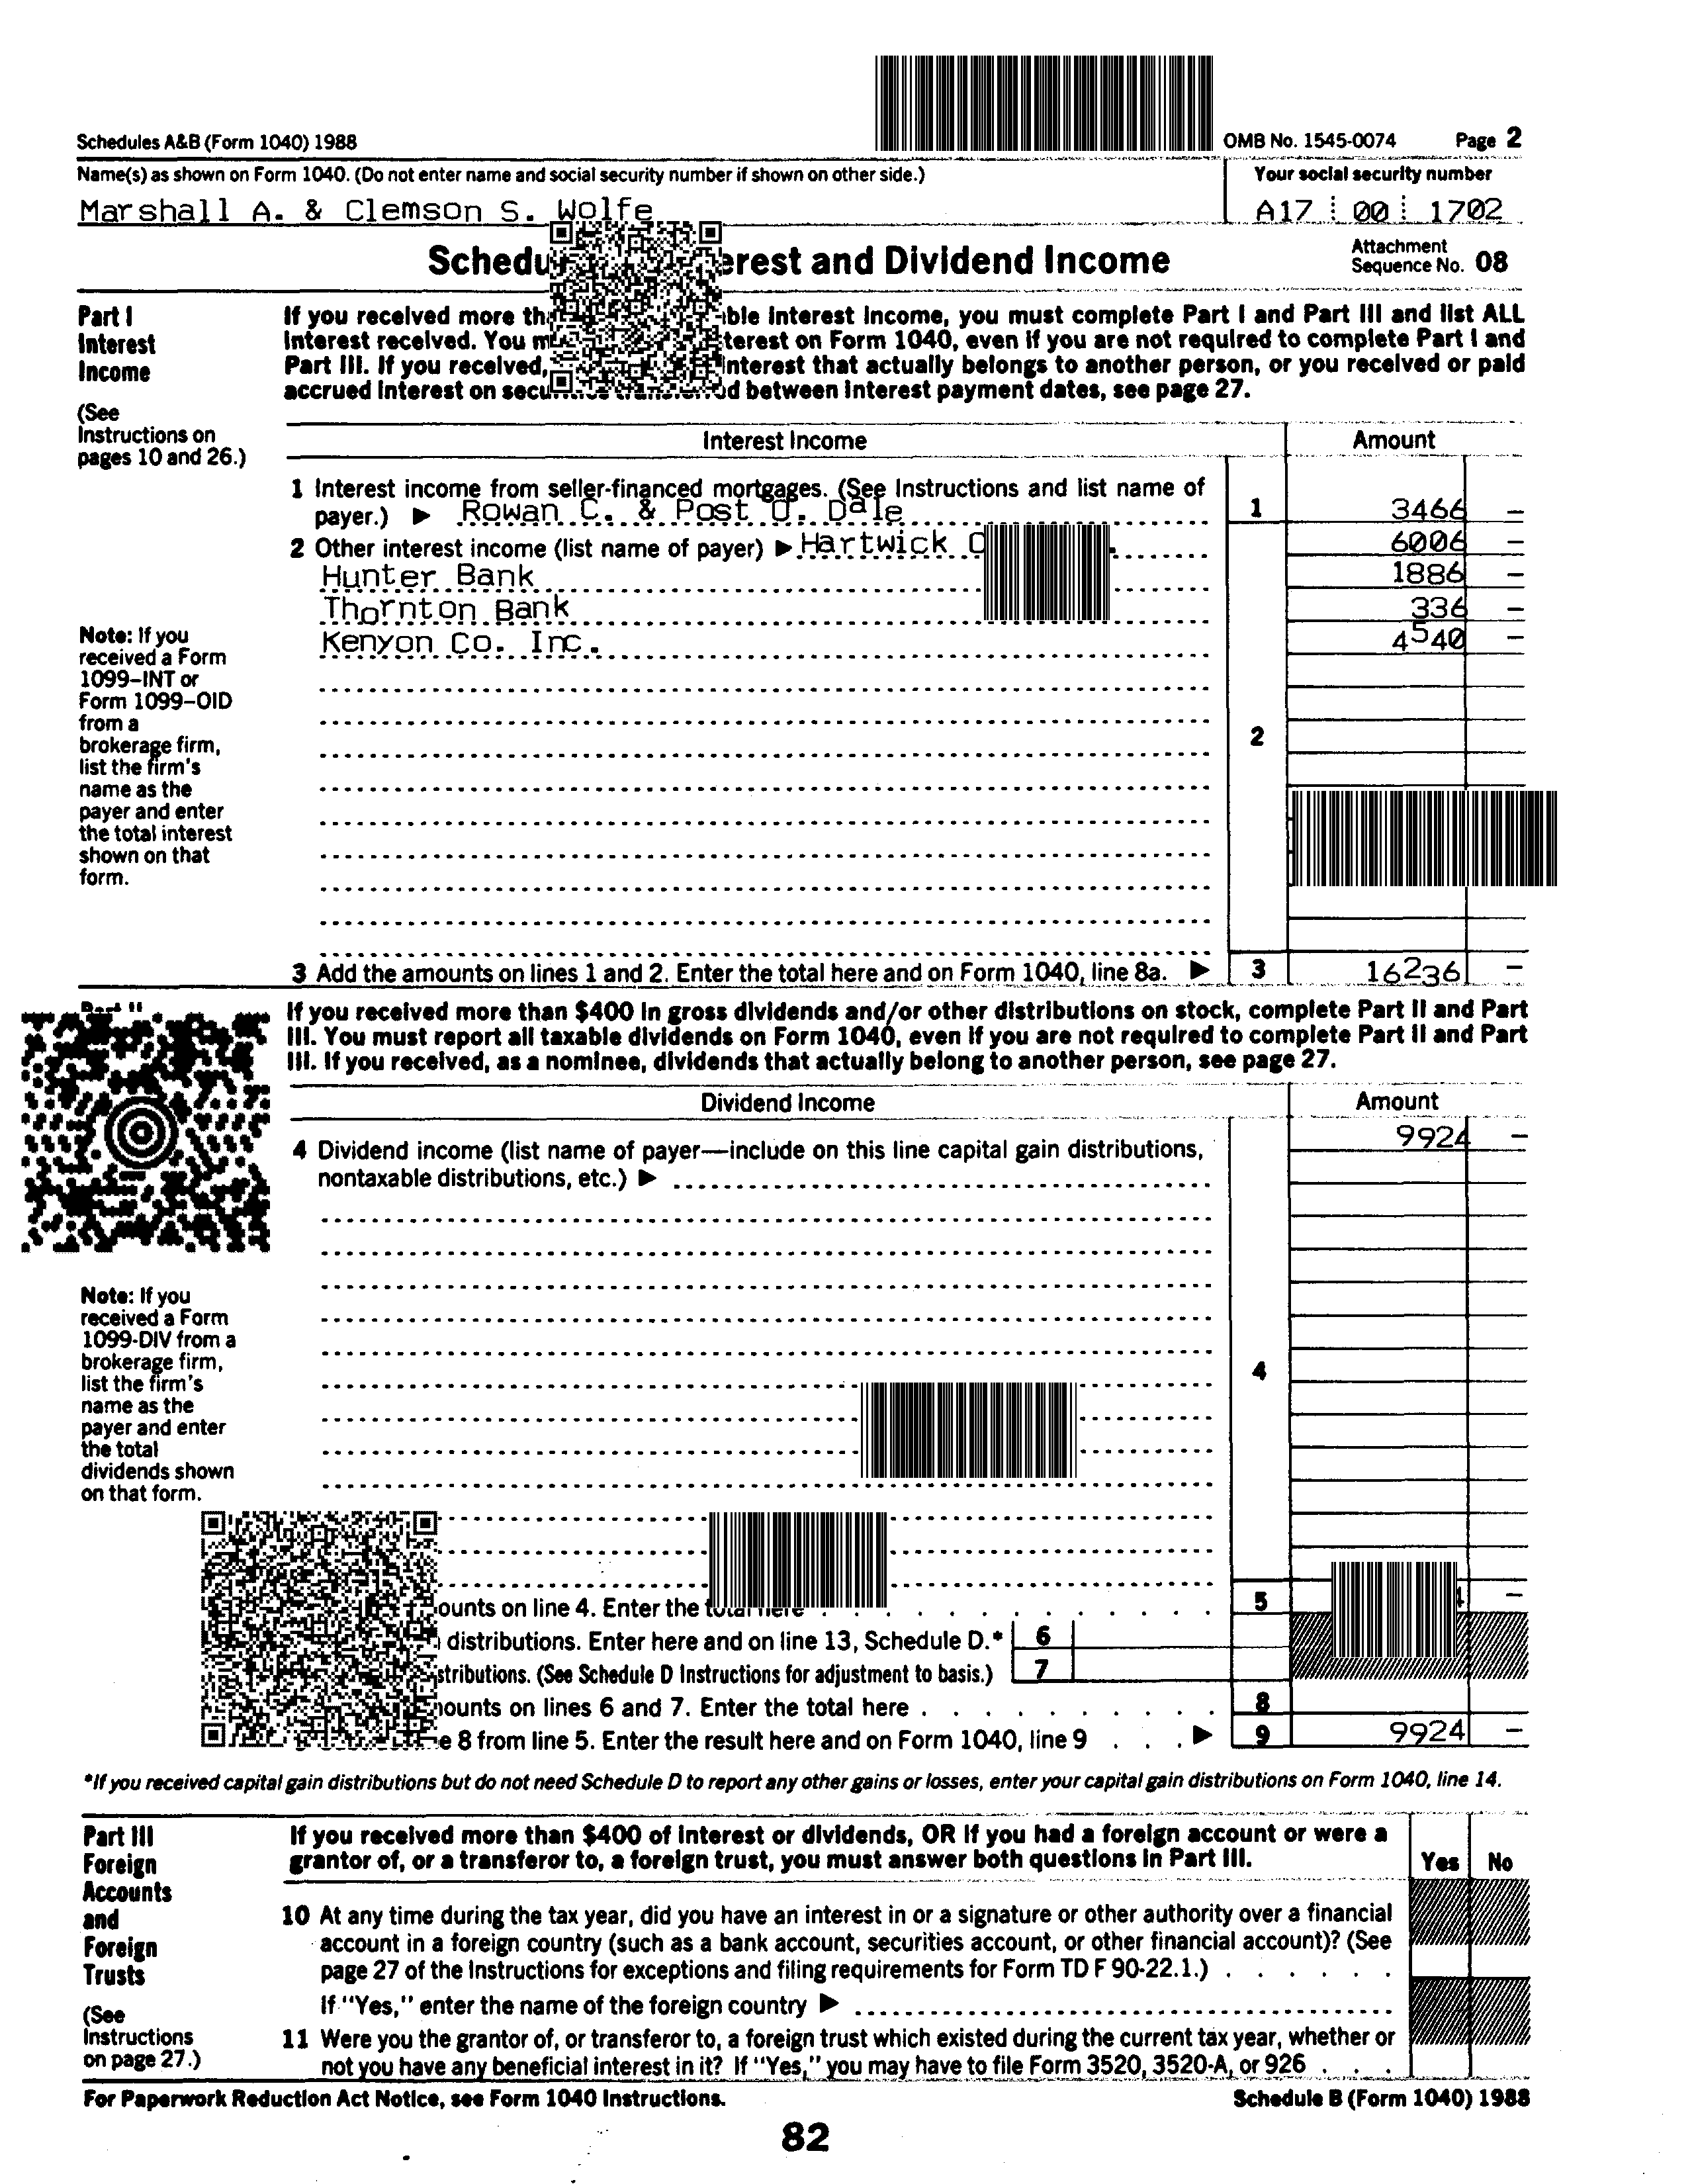 Schedules A&B (Form 1040) 1988 OMB No. 1545-0074 Page 2
Name(s) as shown on Form 1040. (Do not enter name and social security number if shown on other side.) Your social security number
Marshall A. & Clemson S. Wolfe A17 00 1702
and Dividend Income
Attachment
Sequence No. 08
Part I
Interest
Income
(See
Instructions on
pages 10 and 26.)
If you received more Interest Income, you must complete Part I and Part III and list ALL
Interest received. You on Form 1040, even if you are not required to complete Part I and
Part III. If you received, interest that actually belongs to another person, or you received or paid
accrued Interest on between Interest payment dates, see page 27.
Interest Income Amount
1 Interest income from seller-financed mortgages. (See Instructions and list name of
payer.) ▶ Rowan C. & Post O. Dale 1 3466 –
2 Other interest income (list name of payer) ▶ Hartwick 6006 –
Hunter Bank 1886 –
Thornton Bank 336 –
Kenyon Co. Inc. 4540 –
2
Note: If you
received a Form
1099–INT or
Form 1099–OID
from a
brokerage firm,
list the firm's
name as the
payer and enter
the total interest
shown on that
form.
3 Add the amounts on lines 1 and 2. Enter the total here and on Form 1040, line 8a. ▶ 3 16236 –
If you received more than $400 in gross dividends and/or other distributions on stock, complete Part II and Part
III. You must report all taxable dividends on Form 1040, even if you are not required to complete Part II and Part
III. If you received, as a nominee, dividends that actually belong to another person, see page 27.
Dividend Income Amount
4 Dividend income (list name of payer—include on this line capital gain distributions, 9924 –
nontaxable distributions, etc.) ▶
4
Note: If you
received a Form
1099-DIV from a
brokerage firm,
list the firm's
name as the
payer and enter
the total
dividends shown
on that form.
on line 4. Enter the 5 –
distributions. Enter here and on line 13, Schedule D.* 6
(See Schedule D Instructions for adjustment to basis.) 7
on lines 6 and 7. Enter the total here 8
8 from line 5. Enter the result here and on Form 1040, line 9 ▶ 9 9924 –
*If you received capital gain distributions but do not need Schedule D to report any other gains or losses, enter your capital gain distributions on Form 1040, line 14.
Part III
Foreign
Accounts
and
Foreign
Trusts
(See
Instructions
on page 27.)
If you received more than $400 of interest or dividends, OR if you had a foreign account or were a
grantor of, or a transferor to, a foreign trust, you must answer both questions in Part III. Yes No
10 At any time during the tax year, did you have an interest in or a signature or other authority over a financial
account in a foreign country (such as a bank account, securities account, or other financial account)? (See
page 27 of the Instructions for exceptions and filing requirements for Form TD F 90-22.1.)
If "Yes," enter the name of the foreign country ▶
11 Were you the grantor of, or transferor to, a foreign trust which existed during the current tax year, whether or
not you have any beneficial interest in it? If "Yes," you may have to file Form 3520, 3520-A, or 926
For Paperwork Reduction Act Notice, see Form 1040 Instructions. Schedule B (Form 1040) 1988
82